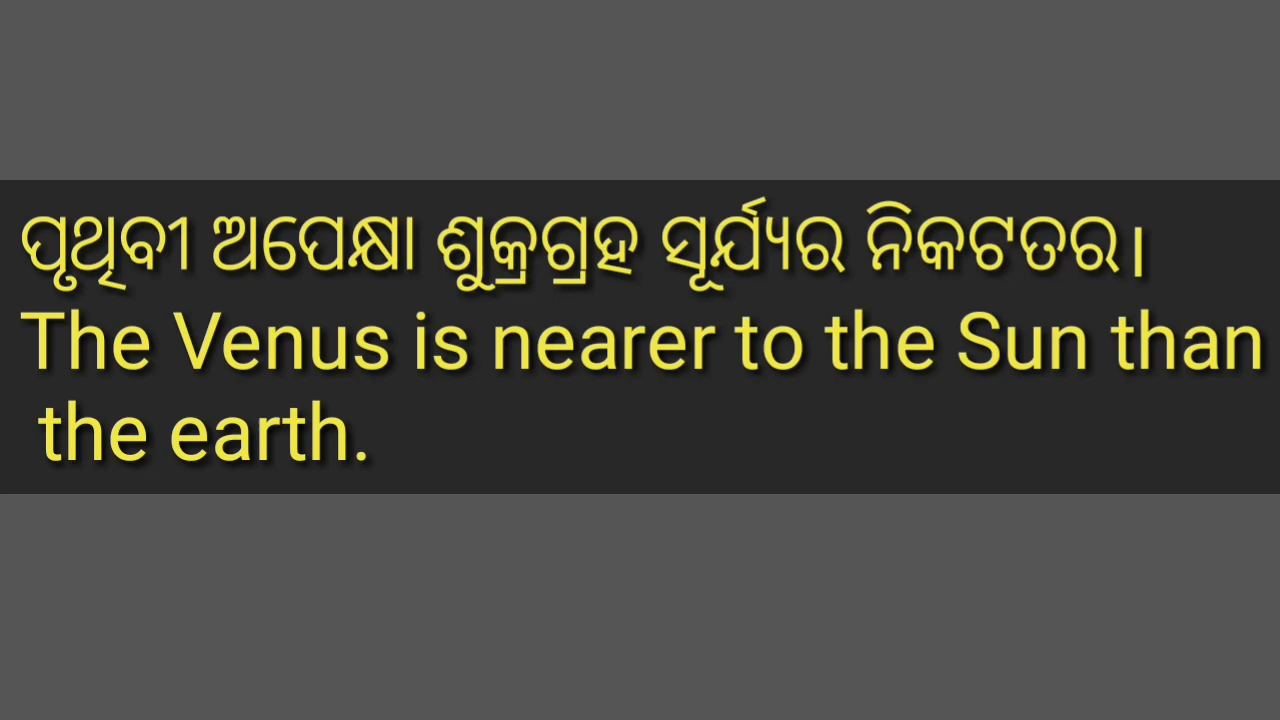 ପୃଥିବୀ ଅପେକ୍ଷା ଶୁକ୍ରଗ୍ରହ ସୂର୍ଯ୍ୟର ନିକଟତର।
The Venus is nearer to the Sun than
the earth.